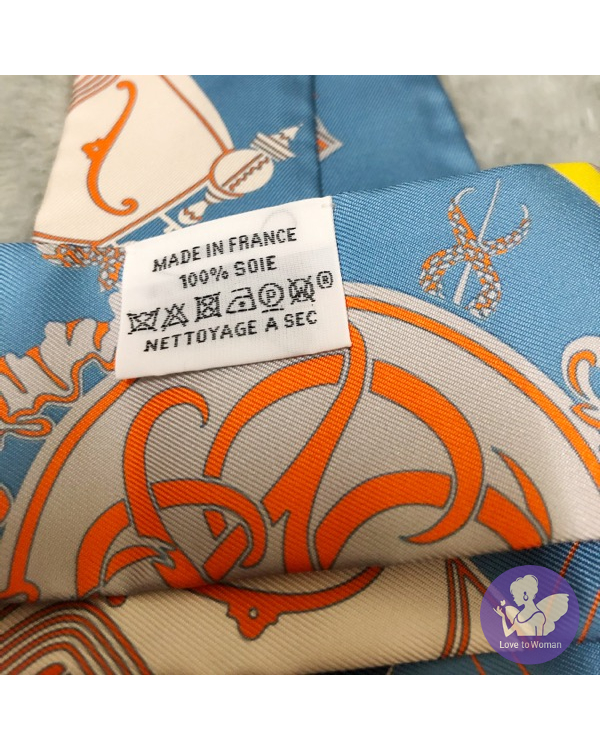 MADE IN FRANCE
100% SOIE
®
NETTOYAGE A SEC
Love to Woman